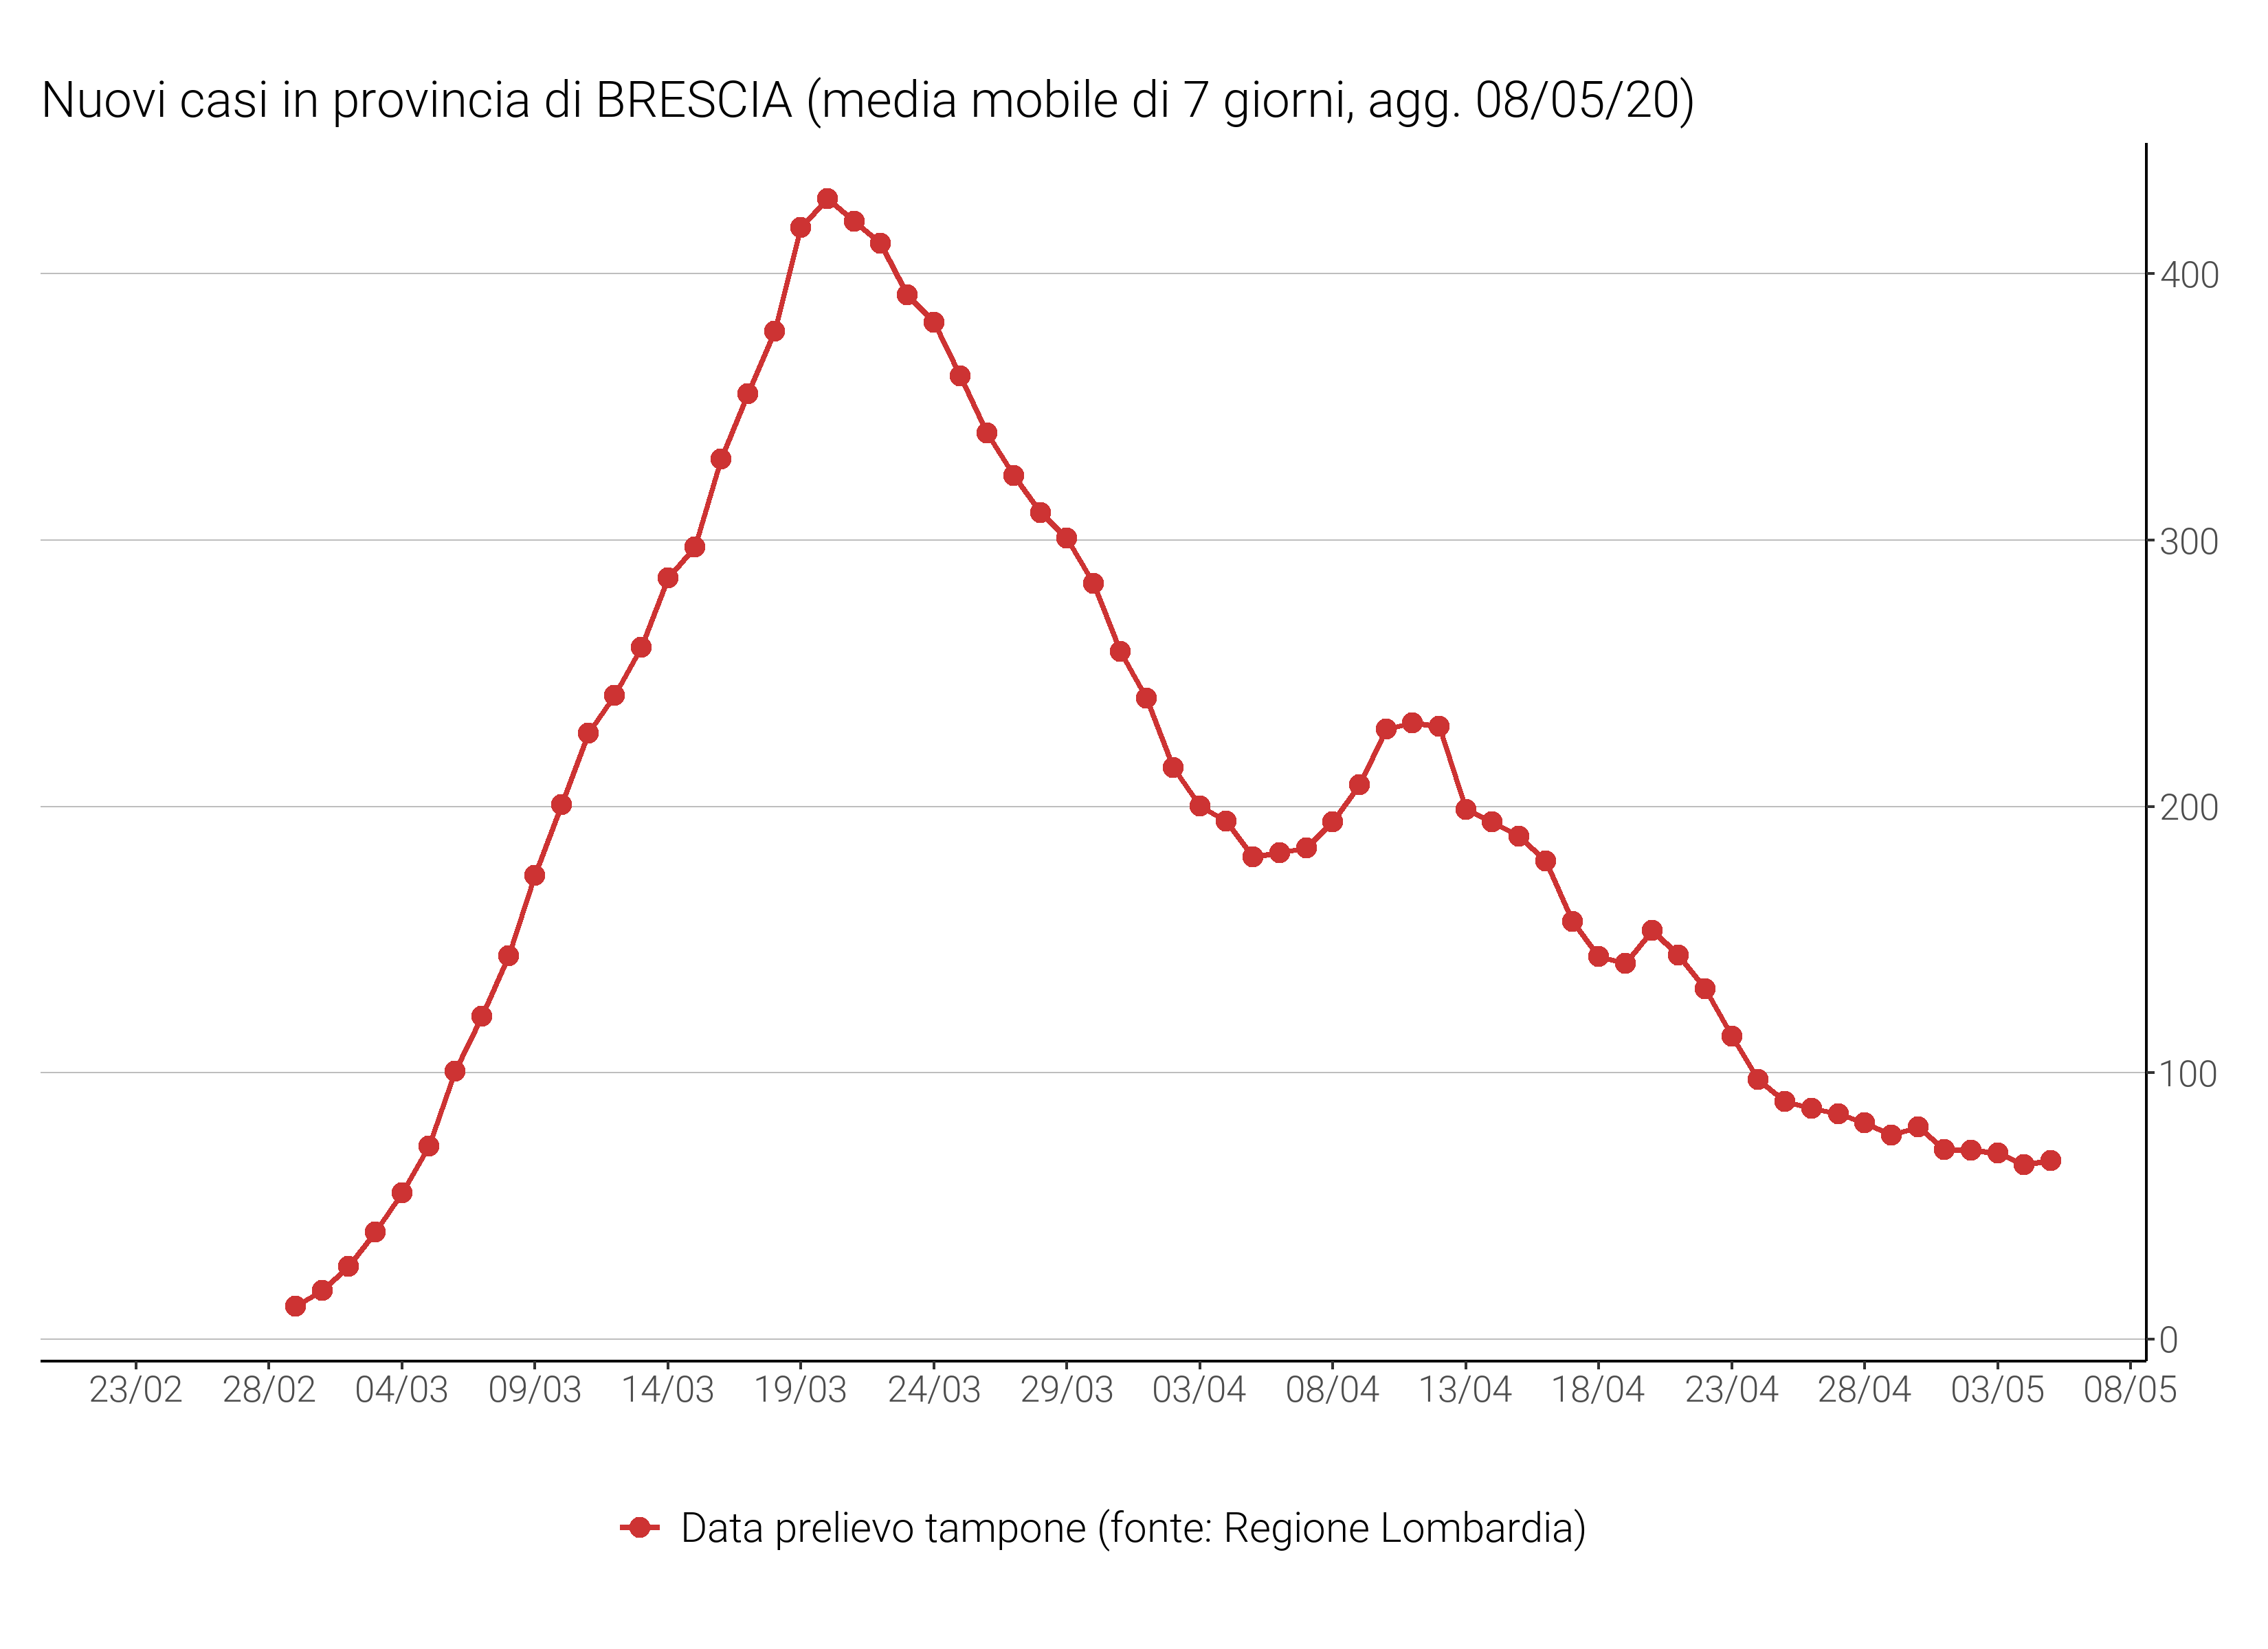 Nuovi casi in provincia di BRESCIA (media mobile di 7 giorni, agg. 08/05/20)
400
300
200
100
0
23/02 28/02 04/03 09/03 14/03 19/03 24/03 29/03 03/04 08/04 13/04 18/04 23/04 28/04 03/05 08/05
Data prelievo tampone (fonte: Regione Lombardia)